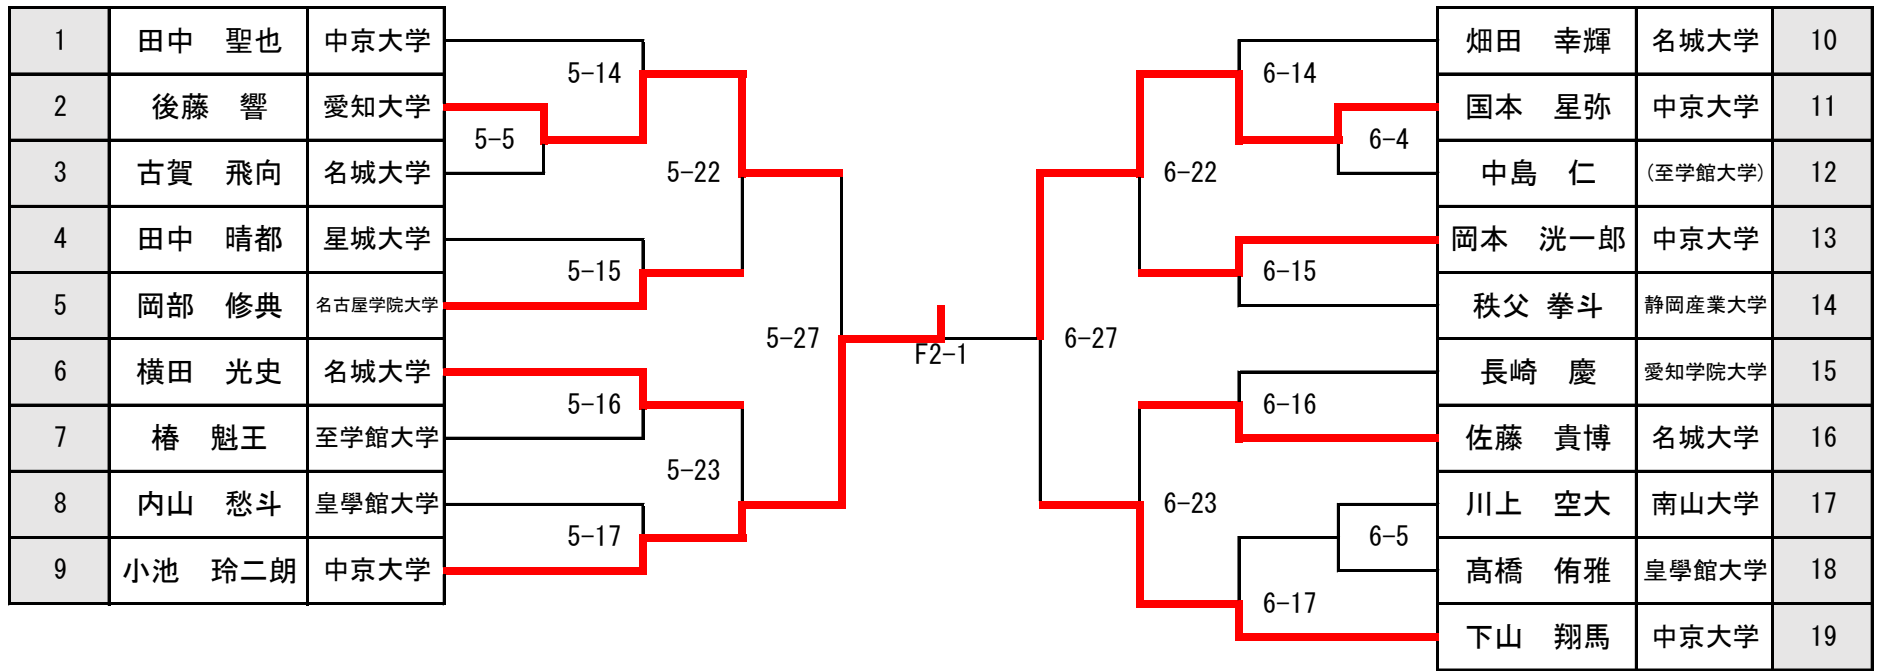 1 田中 聖也 中京大学
2 後藤 響 愛知大学
3 古賀 飛向 名城大学
4 田中 晴都 星城大学
5 岡部 修典 名古屋学院大学
6 横田 光史 名城大学
7 椿 魁王 至学館大学
8 内山 愁斗 皇學館大学
9 小池 玲二朗 中京大学
5-14
5-5
5-22
5-15
5-27
5-16
5-23
5-17
F2-1
6-14
6-4
6-22
6-15
6-27
6-16
6-23
6-5
6-17
畑田 幸輝 名城大学 10
国本 星弥 中京大学 11
中島 仁 (至学館大学) 12
岡本 洸一郎 中京大学 13
秩父 拳斗 静岡産業大学 14
長崎 慶 愛知学院大学 15
佐藤 貴博 名城大学 16
川上 空大 南山大学 17
髙橋 侑雅 皇學館大学 18
下山 翔馬 中京大学 19